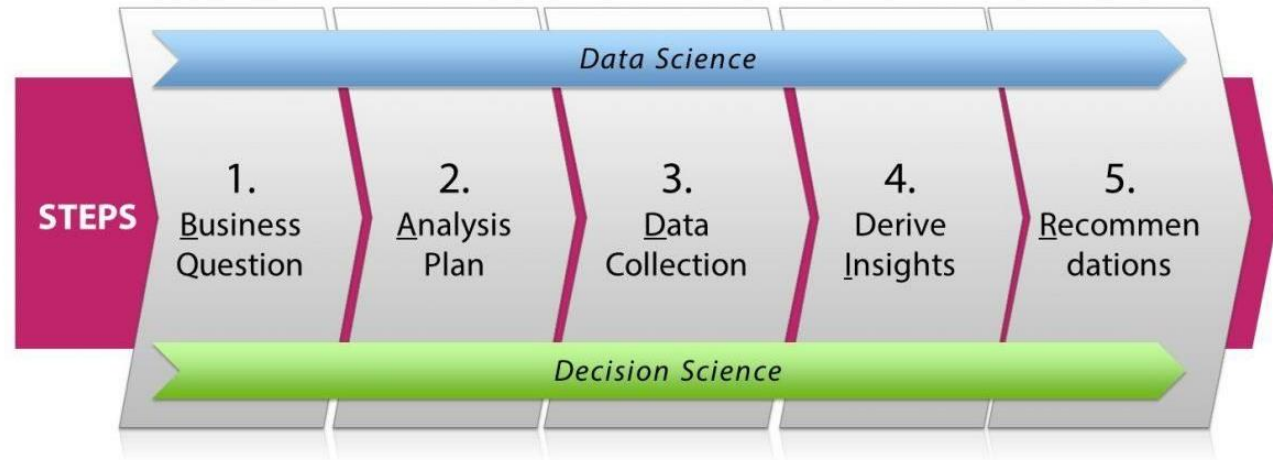 Data Science
STEPS
1.
Business
Question
2.
Analysis
Plan
3.
Data
Collection
4.
Derive
Insights
5.
Recommen
dations
Decision Science